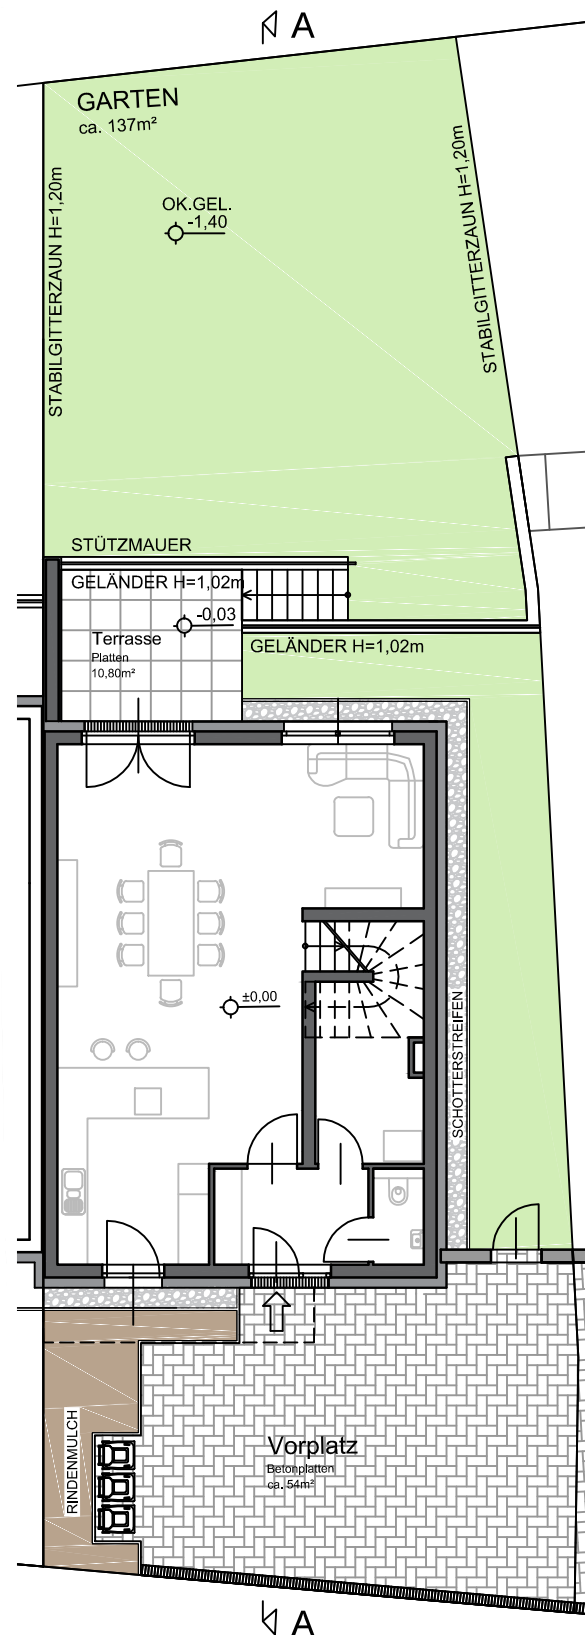 A
GARTEN
ca. 137m²
STABILGITTERZAUN H=1,20m
STABILGITTERZAUN H=1,20m
OK.GEL.
-1,40
STÜTZMAUER
GELÄNDER H=1,02m
-0,03
Terrasse
Platten
10,80m²
GELÄNDER H=1,02m
±0,00
SCHOTTERSTREIFEN
RINDENMULCH
Vorplatz
Betonplatten
ca. 54m²
A